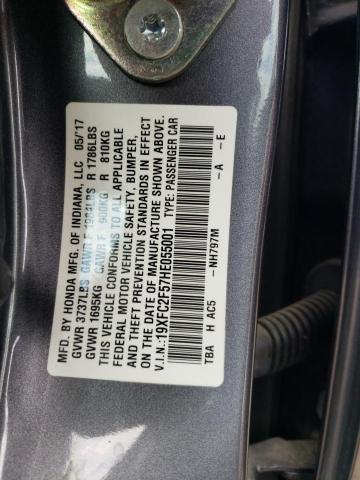 MFD. BY HONDA MFG. OF INDIANA, LLC 05/17
GVWR 3737LBS GAWR F 1984LBS R 1786LBS
GVWR 1695KG GAWR F 900KG R 810KG
THIS VEHICLE CONFORMS TO ALL APPLICABLE
FEDERAL MOTOR VEHICLE SAFETY, BUMPER,
AND THEFT PREVENTION STANDARDS IN EFFECT
ON THE DATE OF MANUFACTURE SHOWN ABOVE.
V.I.N.:19XFC2F57HE055001 TYPE: PASSENGER CAR
NH797M
TBA H AC5 - A - E